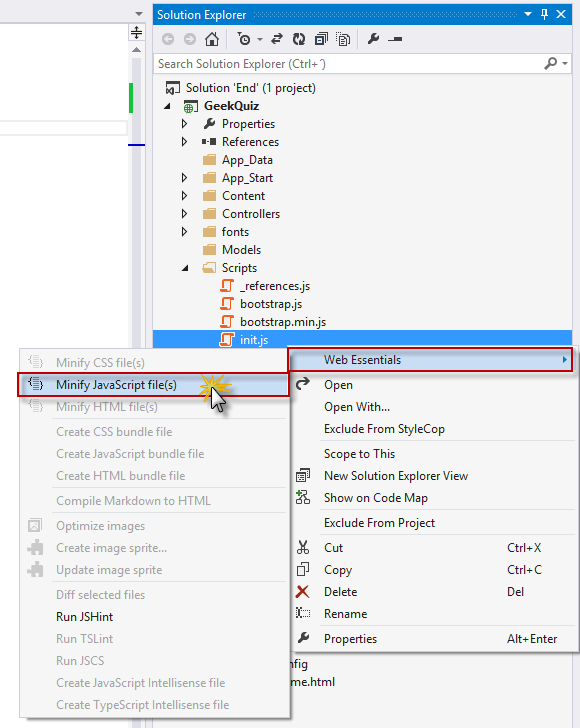 Solution Explorer
Search Solution Explorer (Ctrl+´)
Solution 'End' (1 project)
GeekQuiz
Properties
References
App_Data
App_Start
Content
Controllers
fonts
Models
Scripts
_references.js
bootstrap.js
bootstrap.min.js
init.js
Web Essentials
Open
Open With...
Exclude From StyleCop
Scope to This
New Solution Explorer View
Show on Code Map
Exclude From Project
Cut Ctrl+X
Copy Ctrl+C
Delete Del
Rename
Properties Alt+Enter
Minify CSS file(s)
Minify JavaScript file(s)
Minify HTML file(s)
Create CSS bundle file
Create JavaScript bundle file
Create HTML bundle file
Compile Markdown to HTML
Optimize images
Create image sprite...
Update image sprite
Diff selected files
Run JSHint
Run TSLint
Run JSCS
Create JavaScript Intellisense file
Create TypeScript Intellisense file
nfig
me.html